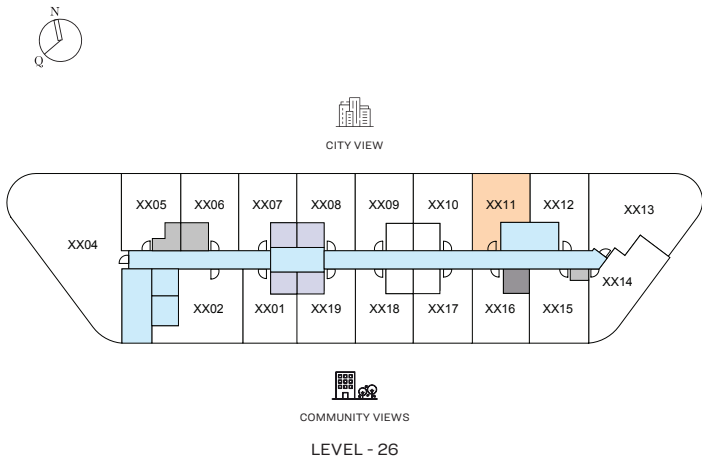 N
Q
CITY VIEW
XX05 XX06 XX07 XX08 XX09 XX10 XX11 XX12 XX13
XX04
XX14
XX02 XX01 XX19 XX18 XX17 XX16 XX15
COMMUNITY VIEWS
LEVEL - 26